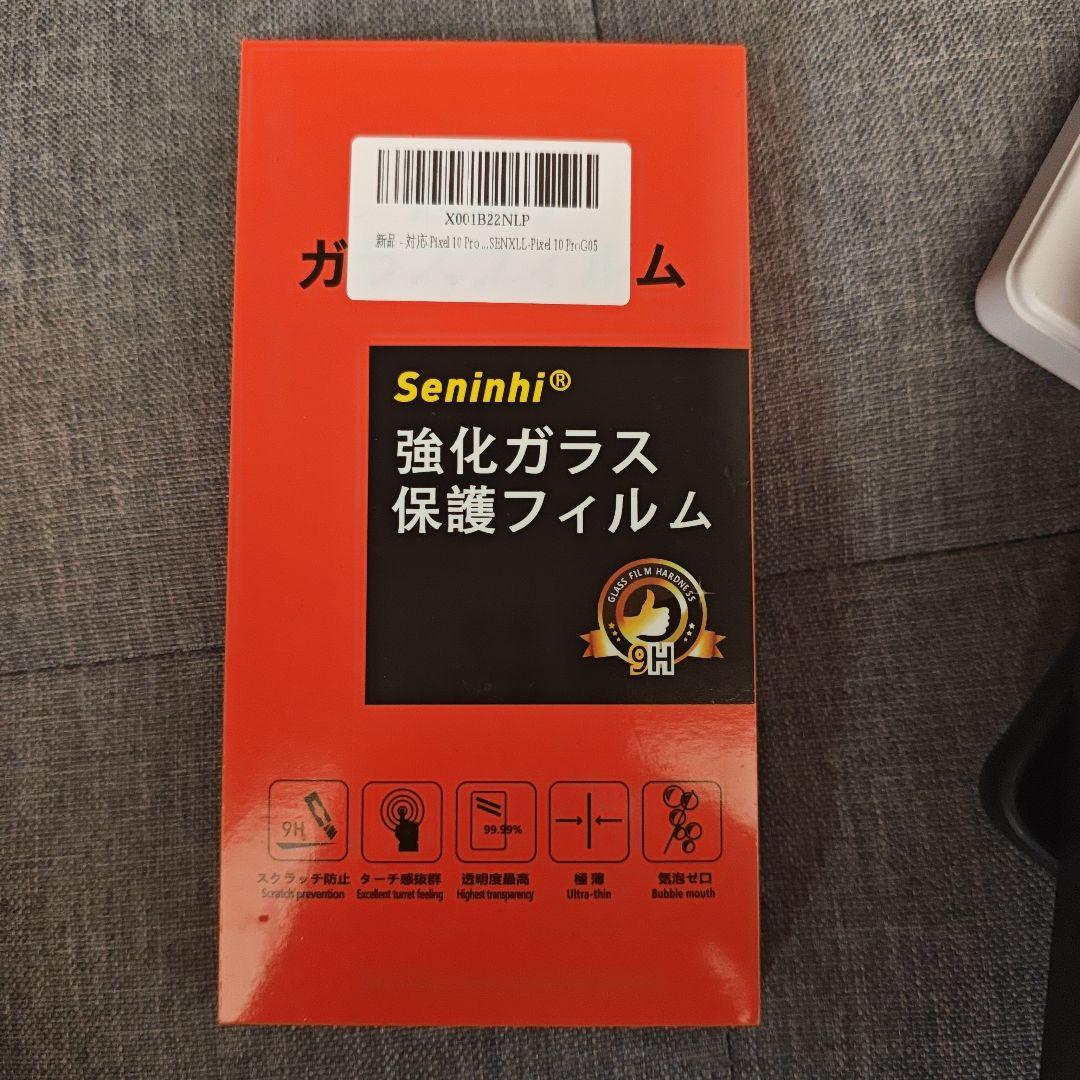 X001B22NLP
新品 - 対応 Pixel 10 Pro ...SENXLL-Pixel 10 ProG05
ガ ム
Seninhi®
強化ガラス
保護フィルム
GLASS FILM HARDNESS
9H
9H
99.99%
スクラッチ防止 ターチ感抜群 透明度最高 極薄 気泡ゼ口
Scratch prevention Excellent turret feeling Highest transparency Ultra-thin Bubble mouth